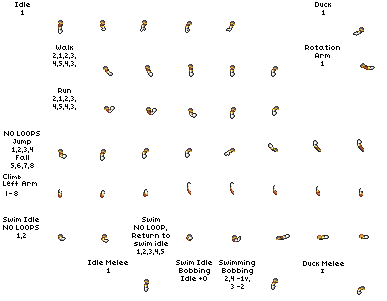 Idle
1
Duck
1
Walk
2,1,2,3,
4,5,4,3,
Rotation
Arm
1
Run
2,1,2,3,
4,5,4,3,
NO LOOPS
Jump
1,2,3,4
Fall
5,6,7,8
Climb
Left Arm
1-8
Swim Idle
NO LOOPS
1,2
Swim
NO LOOP,
Return to
swim idle
1,2,3,4,5
Swim Idle
Bobbing
Idle +0
Swimming
Bobbing
2,4 -1v,
3 -2
Idle Melee
1
Duck Melee
1